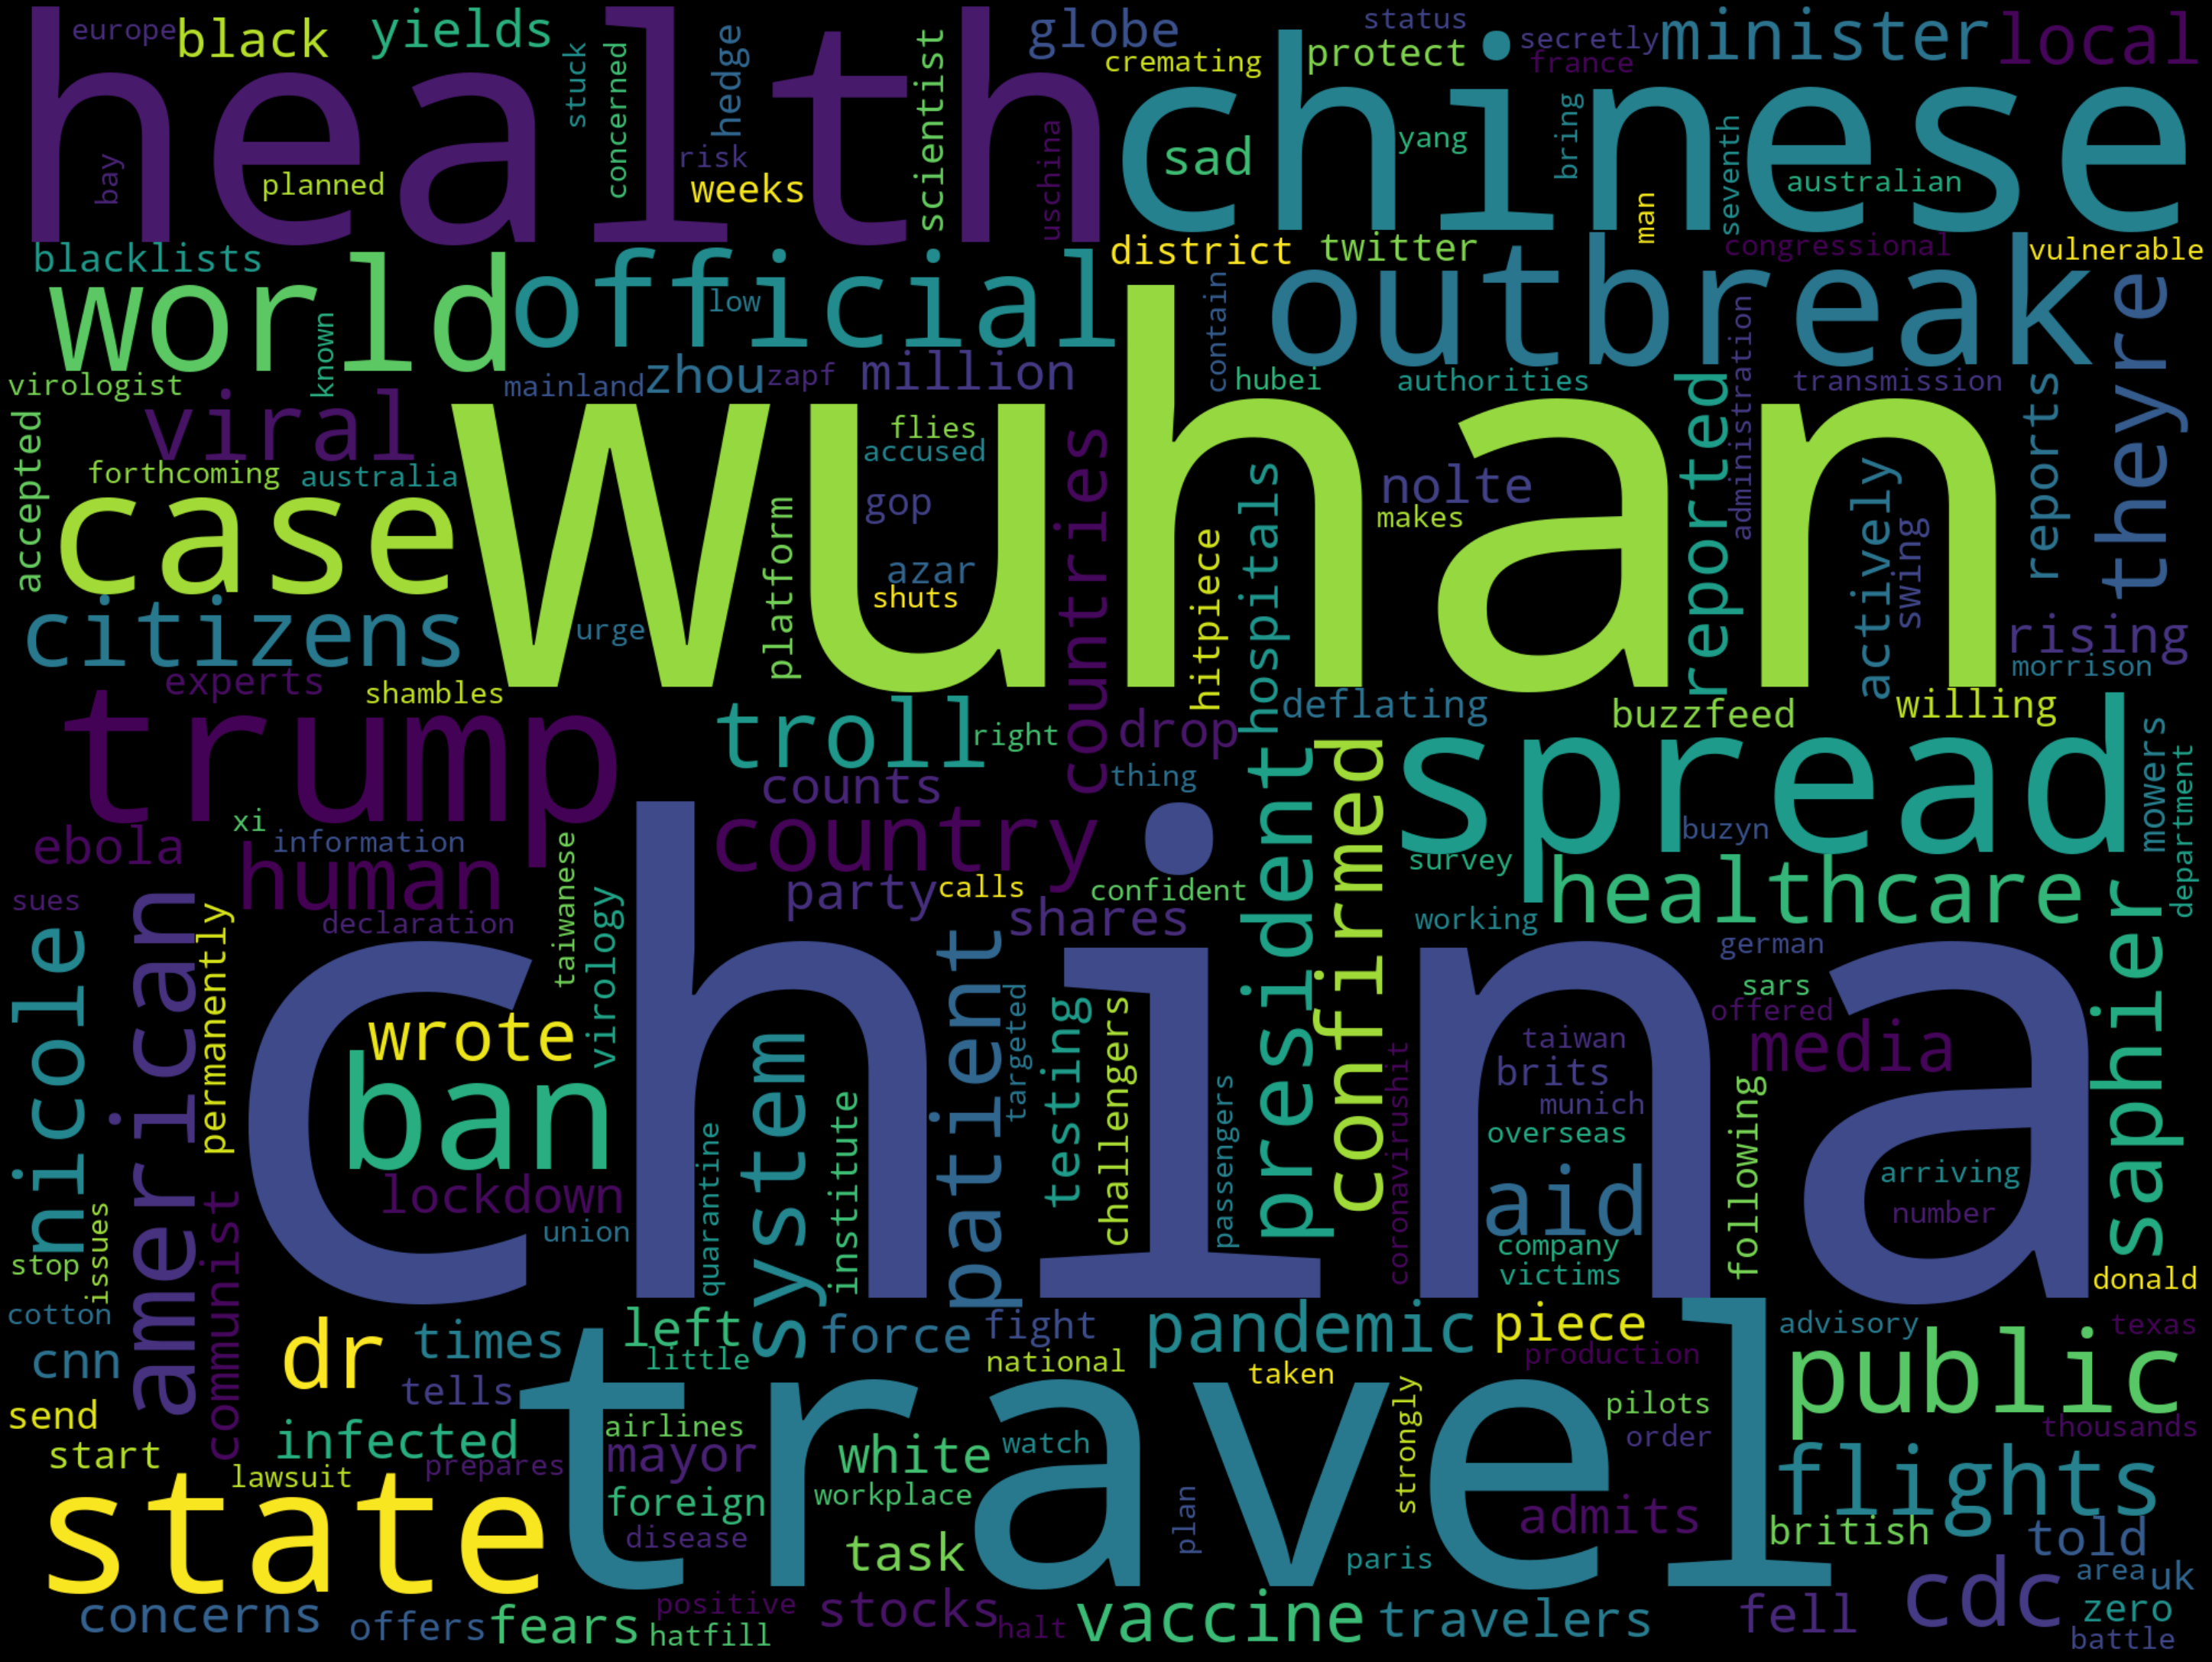 europe
black
yields
health
stuck
concerned
hedge
scientist
globe
cremating
status
protect
chinese
secretly
france
minister
local
bay
planned
risk
weeks
uschina
sad
yang
bring
man
seventh
australian
blacklists
world
official
low
district
twitter
congressional
vulnerable
outbreak
known
contain
administration
theyre
virologist
mainland
zhou
zapf
million
hubei
authorities
transmission
viral
wuhan
accepted
forthcoming
australia
flies
accused
countries
nolte
makes
reported
reports
case
gop
platform
azar
shuts
hitpiece
hospitals
actively
swing
rising
morrison
citizens
urge
experts
shambles
deflating
buzzfeed
willing
trump
troll
right
drop
thing
president
confirmed
spread
mowers
department
counts
xi
ebola
information
human
taiwanese
country
buzyn
survey
healthcare
sues
american
declaration
virology
party
calls
confident
shares
working
german
saphier
nicole
permanently
china
wrote
ban
system
patient
targeted
testing
challengers
passengers
coronavirushit
taiwan
brits
munich
overseas
sars
offered
media
following
aid
arriving
number
lockdown
union
quarantine
institute
company
victims
stop
issues
communist
donald
cotton
cnn
dr
times
left
little
force
fight
national
pandemic
piece
production
advisory
texas
public
thousands
tells
send
start
infected
travel
taken
airlines
mayor
white
watch
strongly
pilots
order
flights
lawsuit
prepares
foreign
workplace
plan
admits
british
told
state
disease
task
paris
area
uk
concerns
offers
fears
positive
hatfill
stocks
halt
vaccine
travelers
fell
cdc
zero
battle